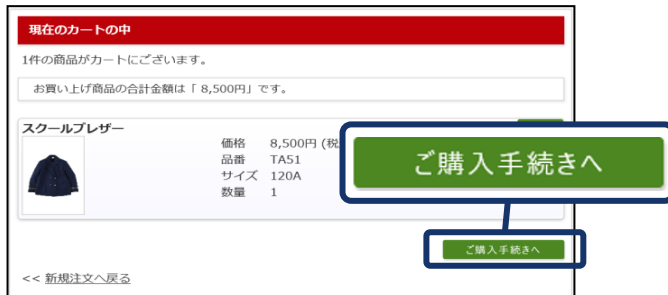 現在のカートの中
1件の商品がカートにございます。
お買い上げ商品の合計金額は「 8,500円」です。
スクールブレザー
価格 8,500円 (税
品番 TA51
サイズ 120A
数量 1
ご購入手続きへ
ご購入手続きへ
<< 新規注文へ戻る